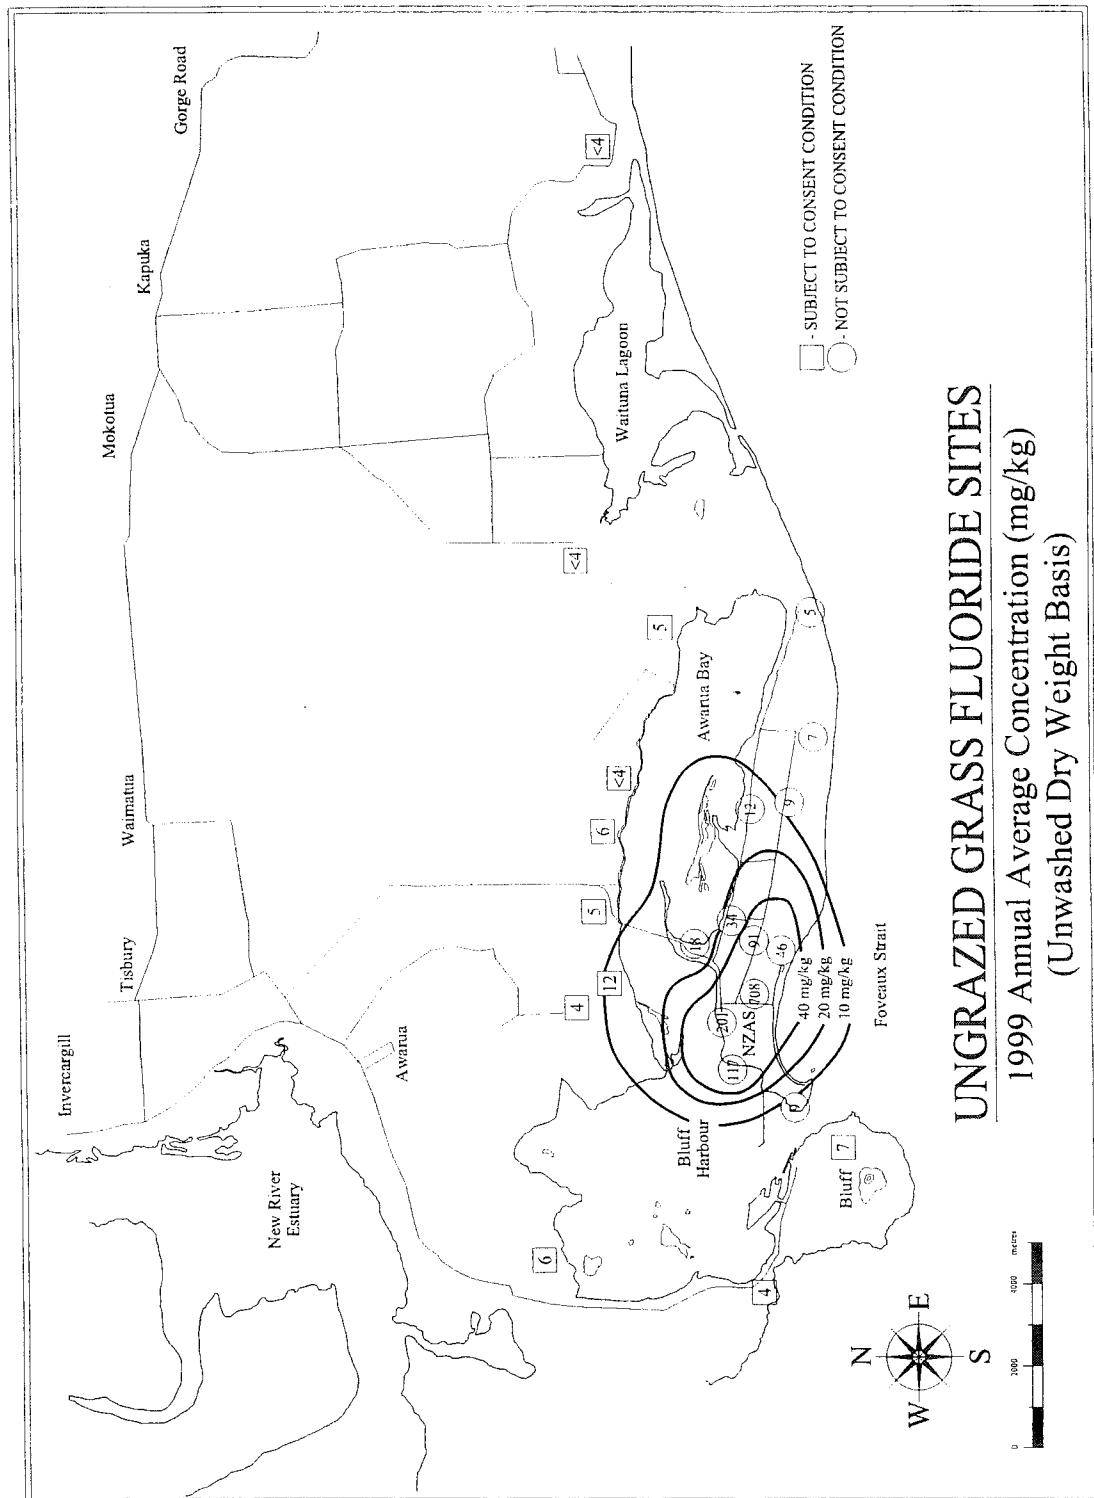 Invercargill
Tisbury
Waimatua
Mokotua
Kapuka
Gorge Road
New River
Estuary
Awarua
6
4
12
5
6
<4
5
<4
<4
Waituna Lagoon
Awarua Bay
Bluff
Harbour
4
Bluff
7
9
117
201
NZAS
708
18
34
91
46
12
9
7
5
40 mg/kg
20 mg/kg
10 mg/kg
Foveaux Strait
- SUBJECT TO CONSENT CONDITION
- NOT SUBJECT TO CONSENT CONDITION
N
W
E
S
0
2000
4000
metres
UNGRAZED GRASS FLUORIDE SITES
1999 Annual Average Concentration (mg/kg)
(Unwashed Dry Weight Basis)